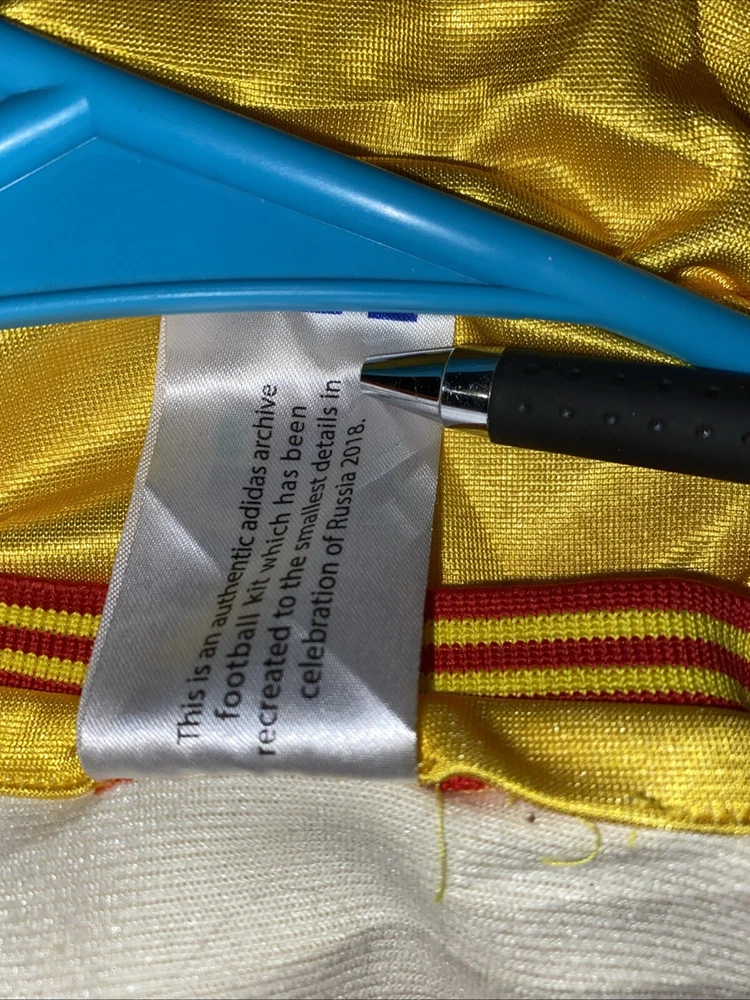 This is an authentic adidas archive
football kit which has been
recreated to the smallest details in
celebration of Russia 2018.